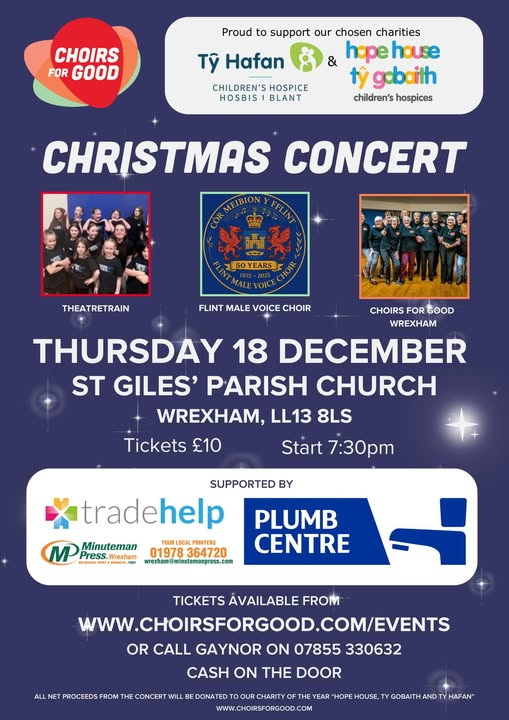 CHOIRS
FOR GOOD
Proud to support our chosen charities
Tŷ Hafan
CHILDREN'S HOSPICE
HOSBIS I BLANT
&
hope house
tŷ gobaith
children's hospices
CHRISTMAS CONCERT
CÔR MEIBION Y FFLINT
50 YEARS
1975 - 2025
FLINT MALE VOICE CHOIR
THEATRETRAIN
FLINT MALE VOICE CHOIR
CHOIRS FOR GOOD
WREXHAM
THURSDAY 18 DECEMBER
ST GILES' PARISH CHURCH
WREXHAM, LL13 8LS
Tickets £10
Start 7:30pm
SUPPORTED BY
tradehelp
Minuteman
Press. Wrexham
WE DESIGN, PRINT & PROMOTE... YOU!
YOUR LOCAL PRINTERS
01978 364720
wrexham@minutemanpress.com
PLUMB
CENTRE
TICKETS AVAILABLE FROM
WWW.CHOIRSFORGOOD.COM/EVENTS
OR CALL GAYNOR ON 07855 330632
CASH ON THE DOOR
ALL NET PROCEEDS FROM THE CONCERT WILL BE DONATED TO OUR CHARITY OF THE YEAR "HOPE HOUSE, TY GOBAITH AND TY HAFAN"
WWW.CHOIRSFORGOOD.COM